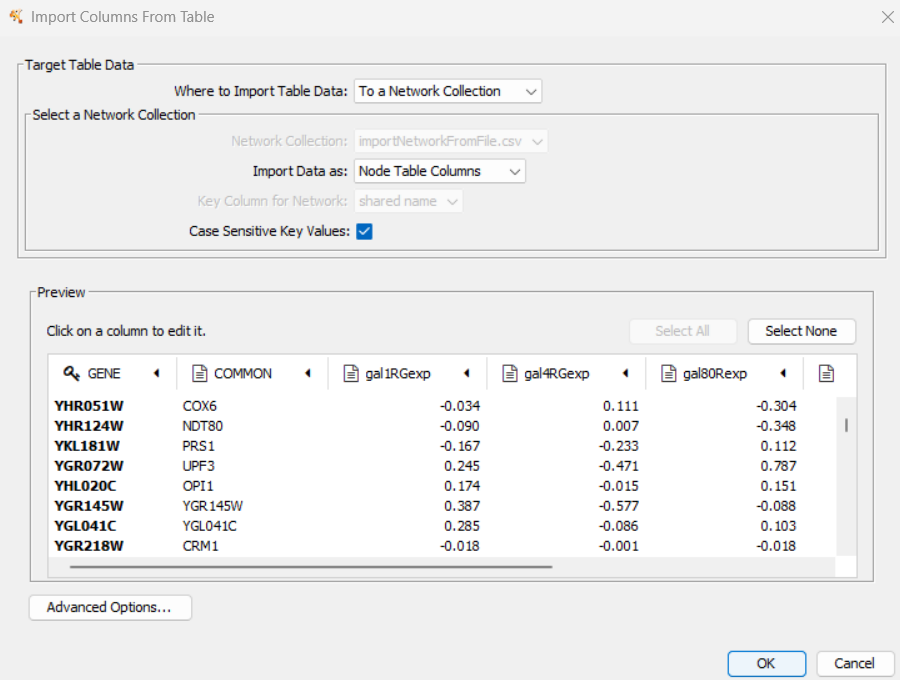 Import Columns From Table
Target Table Data
Where to Import Table Data: To a Network Collection
Select a Network Collection
Network Collection: importNetworkFromFile.csv
Import Data as: Node Table Columns
Key Column for Network: shared name
Case Sensitive Key Values:
Preview
Click on a column to edit it. Select All Select None
GENE COMMON gal1RGexp gal4RGexp gal80Rexp
YHR051W COX6 -0.034 0.111 -0.304
YHR124W NDT80 -0.090 0.007 -0.348
YKL181W PRS1 -0.167 -0.233 0.112
YGR072W UPF3 0.245 -0.471 0.787
YHL020C OPI1 0.174 -0.015 0.151
YGR145W YGR145W 0.387 -0.577 -0.088
YGL041C YGL041C 0.285 -0.086 0.103
YGR218W CRM1 -0.018 -0.001 -0.018
Advanced Options...
OK Cancel